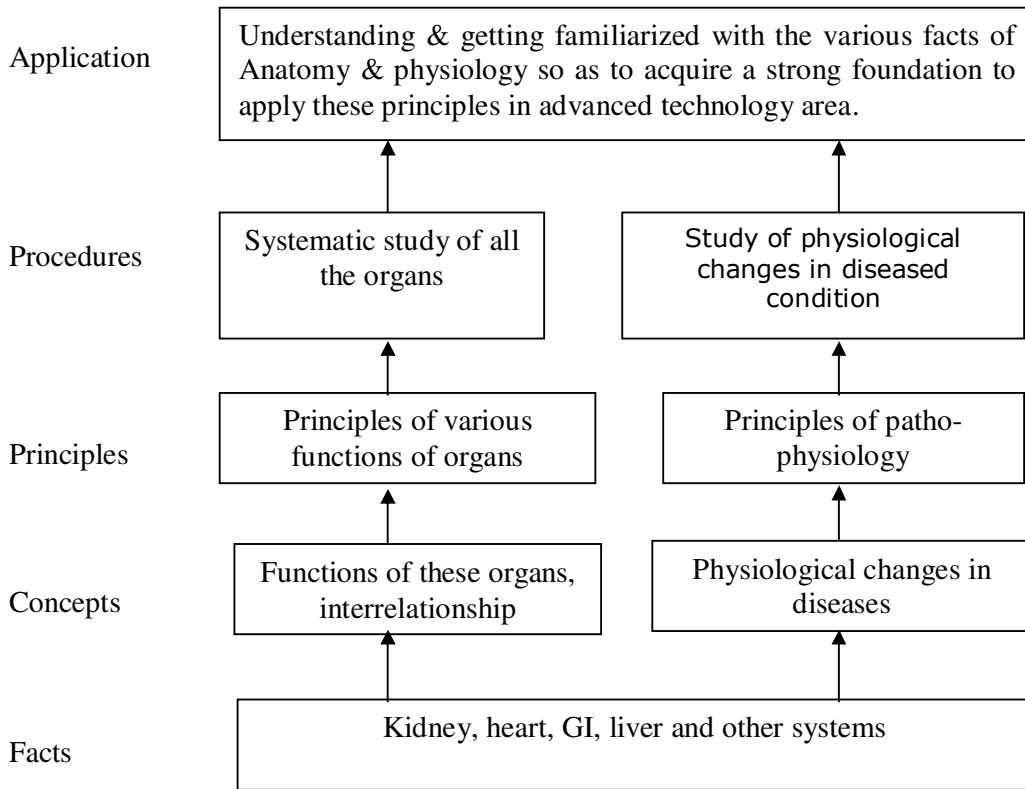 Application
Understanding & getting familiarized with the various facts of
Anatomy & physiology so as to acquire a strong foundation to
apply these principles in advanced technology area.
Procedures
Systematic study of all
the organs
Study of physiological
changes in diseased
condition
Principles
Principles of various
functions of organs
Principles of patho-
physiology
Concepts
Functions of these organs,
interrelationship
Physiological changes in
diseases
Facts
Kidney, heart, GI, liver and other systems